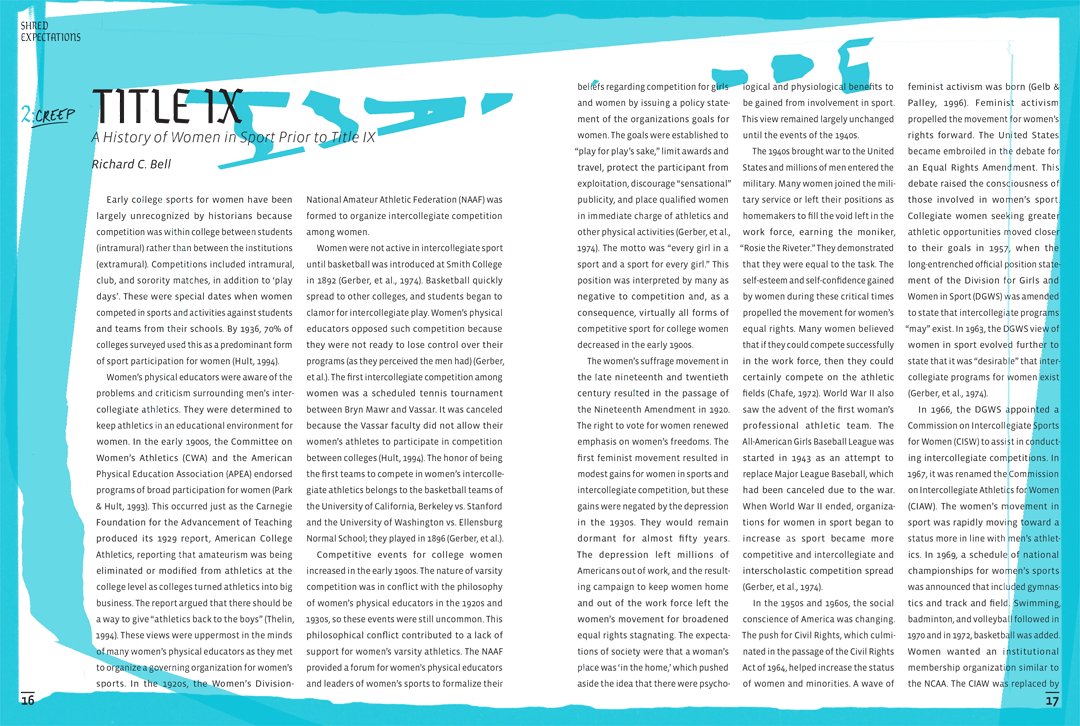 SHRED
EXPECTATIONS
2:CREEP
TITLE IX
A History of Women in Sport Prior to Title IX
Richard C. Bell
Early college sports for women have been
largely unrecognized by historians because
competition was within college between students
(intramural) rather than between the institutions
(extramural). Competitions included intramural,
club, and sorority matches, in addition to ‘play
days’. These were special dates when women
competed in sports and activities against students
and teams from their schools. By 1936, 70% of
colleges surveyed used this as a predominant form
of sport participation for women (Hult, 1994).
Women’s physical educators were aware of the
problems and criticism surrounding men’s inter-
collegiate athletics. They were determined to
keep athletics in an educational environment for
women. In the early 1900s, the Committee on
Women’s Athletics (CWA) and the American
Physical Education Association (APEA) endorsed
programs of broad participation for women (Park
& Hult, 1993). This occurred just as the Carnegie
Foundation for the Advancement of Teaching
produced its 1929 report, American College
Athletics, reporting that amateurism was being
eliminated or modified from athletics at the
college level as colleges turned athletics into big
business. The report argued that there should be
a way to give “athletics back to the boys” (Thelin,
1994). These views were uppermost in the minds
of many women’s physical educators as they met
to organize a governing organization for women’s
sports. In the 1920s, the Women’s Division-
National Amateur Athletic Federation (NAAF) was
formed to organize intercollegiate competition
among women.
Women were not active in intercollegiate sport
until basketball was introduced at Smith College
in 1892 (Gerber, et al., 1974). Basketball quickly
spread to other colleges, and students began to
clamor for intercollegiate play. Women’s physical
educators opposed such competition because
they were not ready to lose control over their
programs (as they perceived the men had) (Gerber,
et al.). The first intercollegiate competition among
women was a scheduled tennis tournament
between Bryn Mawr and Vassar. It was canceled
because the Vassar faculty did not allow their
women’s athletes to participate in competition
between colleges (Hult, 1994). The honor of being
the first teams to compete in women’s intercolle-
giate athletics belongs to the basketball teams of
the University of California, Berkeley vs. Stanford
and the University of Washington vs. Ellensburg
Normal School; they played in 1896 (Gerber, et al.).
Competitive events for college women
increased in the early 1900s. The nature of varsity
competition was in conflict with the philosophy
of women’s physical educators in the 1920s and
1930s, so these events were still uncommon. This
philosophical conflict contributed to a lack of
support for women’s varsity athletics. The NAAF
provided a forum for women’s physical educators
and leaders of women’s sports to formalize their
beliefs regarding competition for girls
and women by issuing a policy state-
ment of the organizations goals for
women. The goals were established to
“play for play’s sake,” limit awards and
travel, protect the participant from
exploitation, discourage “sensational”
publicity, and place qualified women
in immediate charge of athletics and
other physical activities (Gerber, et al.,
1974). The motto was “every girl in a
sport and a sport for every girl.” This
position was interpreted by many as
negative to competition and, as a
consequence, virtually all forms of
competitive sport for college women
decreased in the early 1900s.
The women’s suffrage movement in
the late nineteenth and twentieth
century resulted in the passage of
the Nineteenth Amendment in 1920.
The right to vote for women renewed
emphasis on women’s freedoms. The
first feminist movement resulted in
modest gains for women in sports and
intercollegiate competition, but these
gains were negated by the depression
in the 1930s. They would remain
dormant for almost fifty years.
The depression left millions of
Americans out of work, and the result-
ing campaign to keep women home
and out of the work force left the
women’s movement for broadened
equal rights stagnating. The expecta-
tions of society were that a woman’s
place was ‘in the home,’ which pushed
aside the idea that there were psycho-
logical and physiological benefits to
be gained from involvement in sport.
This view remained largely unchanged
until the events of the 1940s.
The 1940s brought war to the United
States and millions of men entered the
military. Many women joined the mili-
tary service or left their positions as
homemakers to fill the void left in the
work force, earning the moniker,
“Rosie the Riveter.” They demonstrated
that they were equal to the task. The
self-esteem and self-confidence gained
by women during these critical times
propelled the movement for women’s
equal rights. Many women believed
that if they could compete successfully
in the work force, then they could
certainly compete on the athletic
fields (Chafe, 1972). World War II also
saw the advent of the first woman’s
professional athletic team. The
All-American Girls Baseball League was
started in 1943 as an attempt to
replace Major League Baseball, which
had been canceled due to the war.
When World War II ended, organiza-
tions for women in sport began to
increase as sport became more
competitive and intercollegiate and
interscholastic competition spread
(Gerber, et al., 1974).
In the 1950s and 1960s, the social
conscience of America was changing.
The push for Civil Rights, which culmi-
nated in the passage of the Civil Rights
Act of 1964, helped increase the status
of women and minorities. A wave of
feminist activism was born (Gelb &
Palley, 1996). Feminist activism
propelled the movement for women’s
rights forward. The United States
became embroiled in the debate for
an Equal Rights Amendment. This
debate raised the consciousness of
those involved in women’s sport.
Collegiate women seeking greater
athletic opportunities moved closer
to their goals in 1957, when the
long-entrenched official position state-
ment of the Division for Girls and
Women in Sport (DGWS) was amended
to state that intercollegiate programs
“may” exist. In 1963, the DGWS view of
women in sport evolved further to
state that it was “desirable” that inter-
collegiate programs for women exist
(Gerber, et al., 1974).
In 1966, the DGWS appointed a
Commission on Intercollegiate Sports
for Women (CISW) to assist in conduct-
ing intercollegiate competitions. In
1967, it was renamed the Commission
on Intercollegiate Athletics for Women
(CIAW). The women’s movement in
sport was rapidly moving toward a
status more in line with men’s athlet-
ics. In 1969, a schedule of national
championships for women’s sports
was announced that included gymnas-
tics and track and field. Swimming,
badminton, and volleyball followed in
1970 and in 1972, basketball was added.
Women wanted an institutional
membership organization similar to
the NCAA. The CIAW was replaced by
16
17